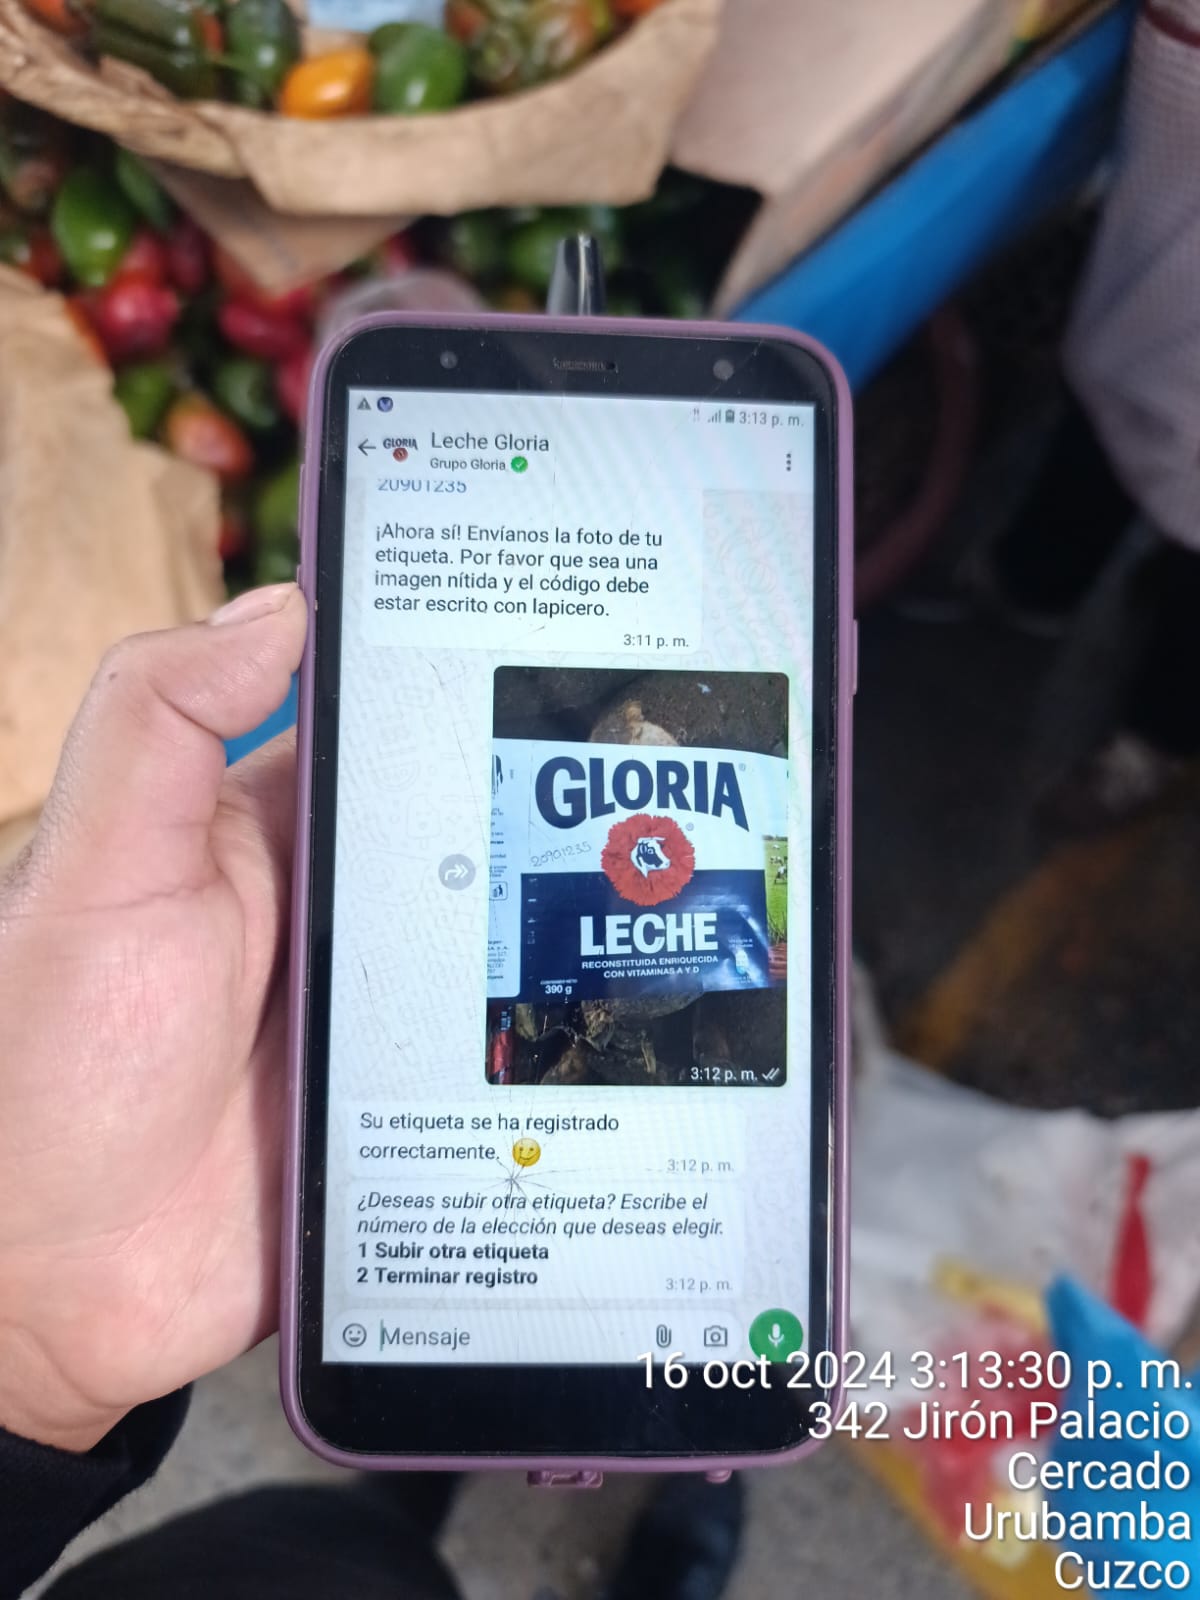 3:13 p. m.
GLORIA
Leche Gloria
Grupo Gloria
20901235
¡Ahora sí! Envíanos la foto de tu
etiqueta. Por favor que sea una
imagen nítida y el código debe
estar escrito con lapicero.
3:11 p. m.
GLORIA
20901235
LECHE
RECONSTITUIDA ENRIQUECIDA
CON VITAMINAS A Y D
390 g
3:12 p. m.
Su etiqueta se ha registrado
correctamente.
3:12 p. m.
¿Deseas subir otra etiqueta? Escribe el
número de la elección que deseas elegir.
1 Subir otra etiqueta
2 Terminar registro
3:12 p. m.
Mensaje
16 oct 2024 3:13:30 p. m.
342 Jirón Palacio
Cercado
Urubamba
Cuzco